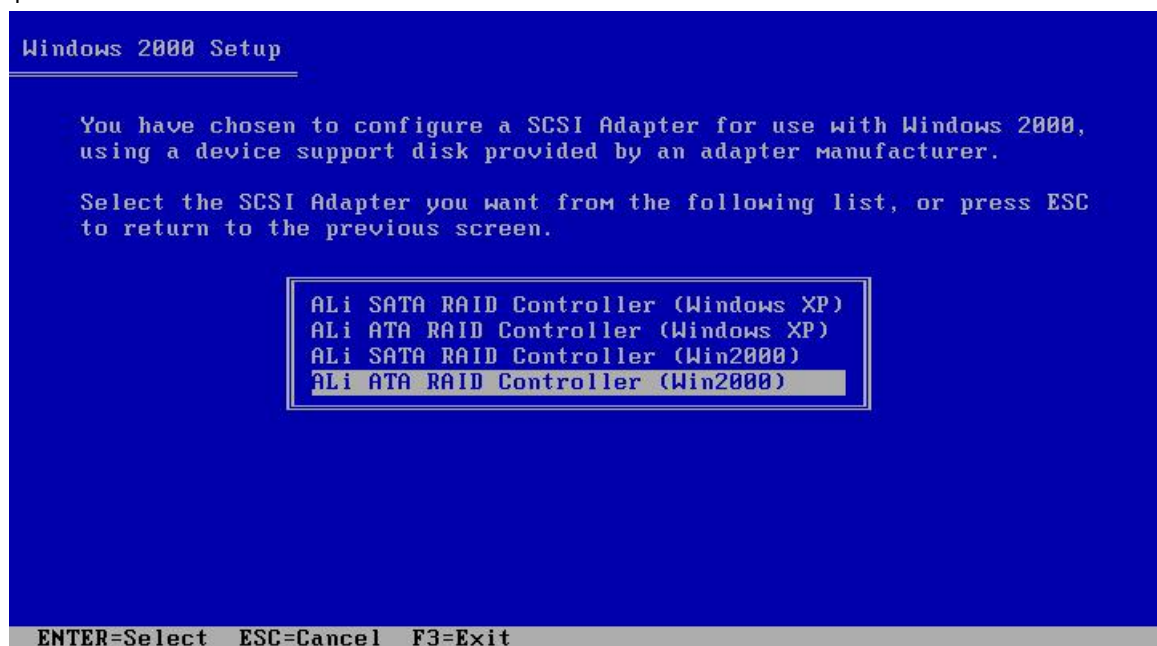 Windows 2000 Setup
You have chosen to configure a SCSI Adapter for use with Windows 2000,
using a device support disk provided by an adapter manufacturer.
Select the SCSI Adapter you want from the following list, or press ESC
to return to the previous screen.
ALi SATA RAID Controller (Windows XP)
ALi ATA RAID Controller (Windows XP)
ALi SATA RAID Controller (Win2000)
ALi ATA RAID Controller (Win2000)
ENTER=Select ESC=Cancel F3=Exit